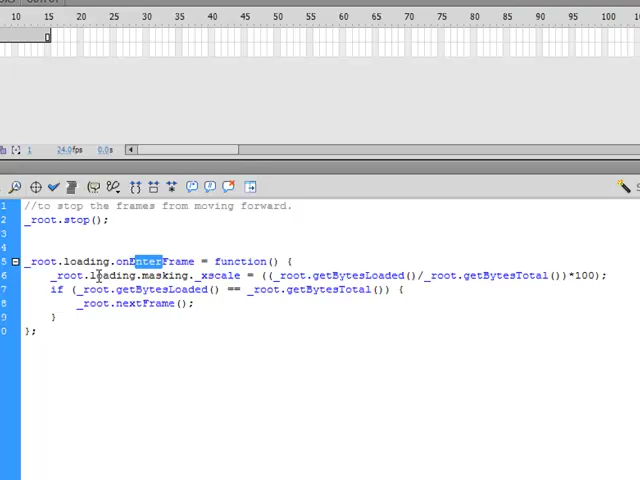 10 15 20 25 30 35 40 45 50 55 60 65 70 75 80 85 90 95 100
1 24.0fps 0.0s
1 //to stop the frames from moving forward.
2 _root.stop();
3
4
5 _root.loading.onEnterFrame = function() {
6 _root.loading.masking._xscale = ((_root.getBytesLoaded()/_root.getBytesTotal())*100);
7 if (_root.getBytesLoaded() == _root.getBytesTotal()) {
8 _root.nextFrame();
9 }
0 };